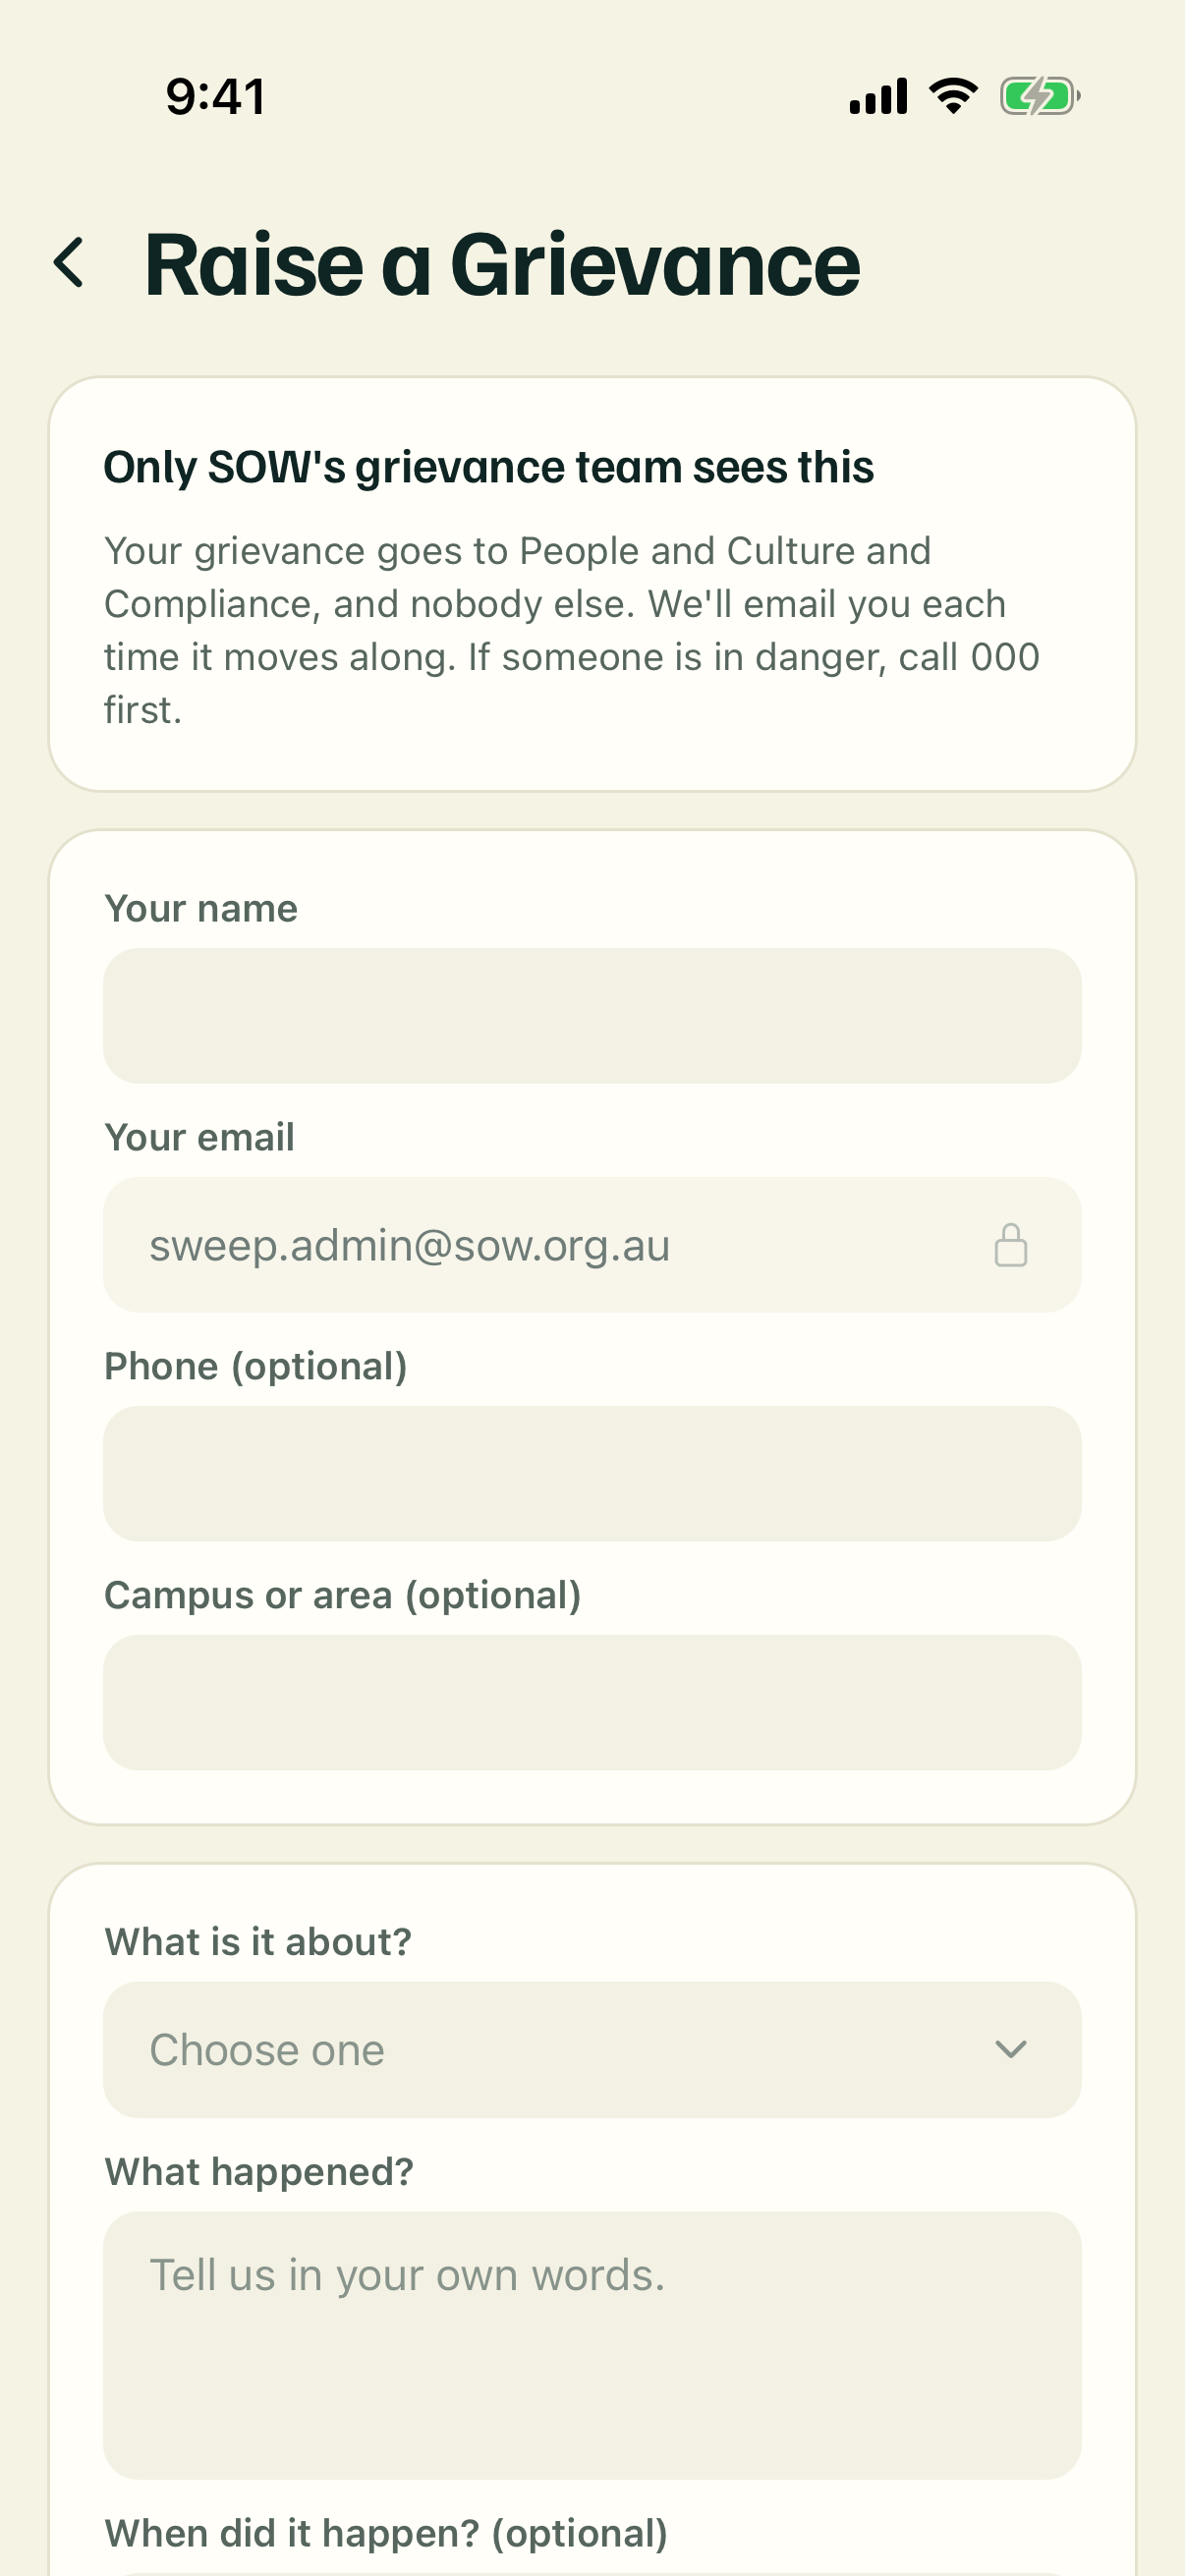 9:41
Raise a Grievance
Only SOW's grievance team sees this
Your grievance goes to People and Culture and
Compliance, and nobody else. We'll email you each
time it moves along. If someone is in danger, call 000
first.
Your name
Your email
sweep.admin@sow.org.au
Phone (optional)
Campus or area (optional)
What is it about?
Choose one
What happened?
Tell us in your own words.
When did it happen? (optional)